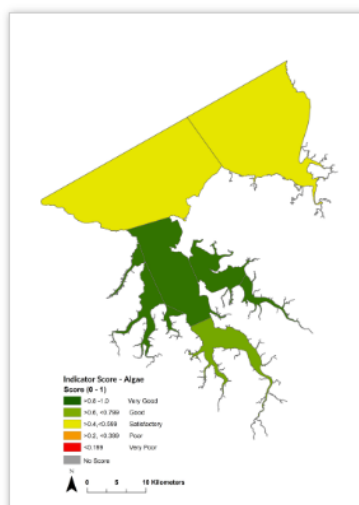 Indicator Score - Algae
Score (0 - 1)
>0.8 -1.0 Very Good
>0.6, <0.799 Good
>0.4,<0.599 Satisfactory
>0.2, <0.399 Poor
<0.199 Very Poor
No Score
N
0 5 10 Kilometers